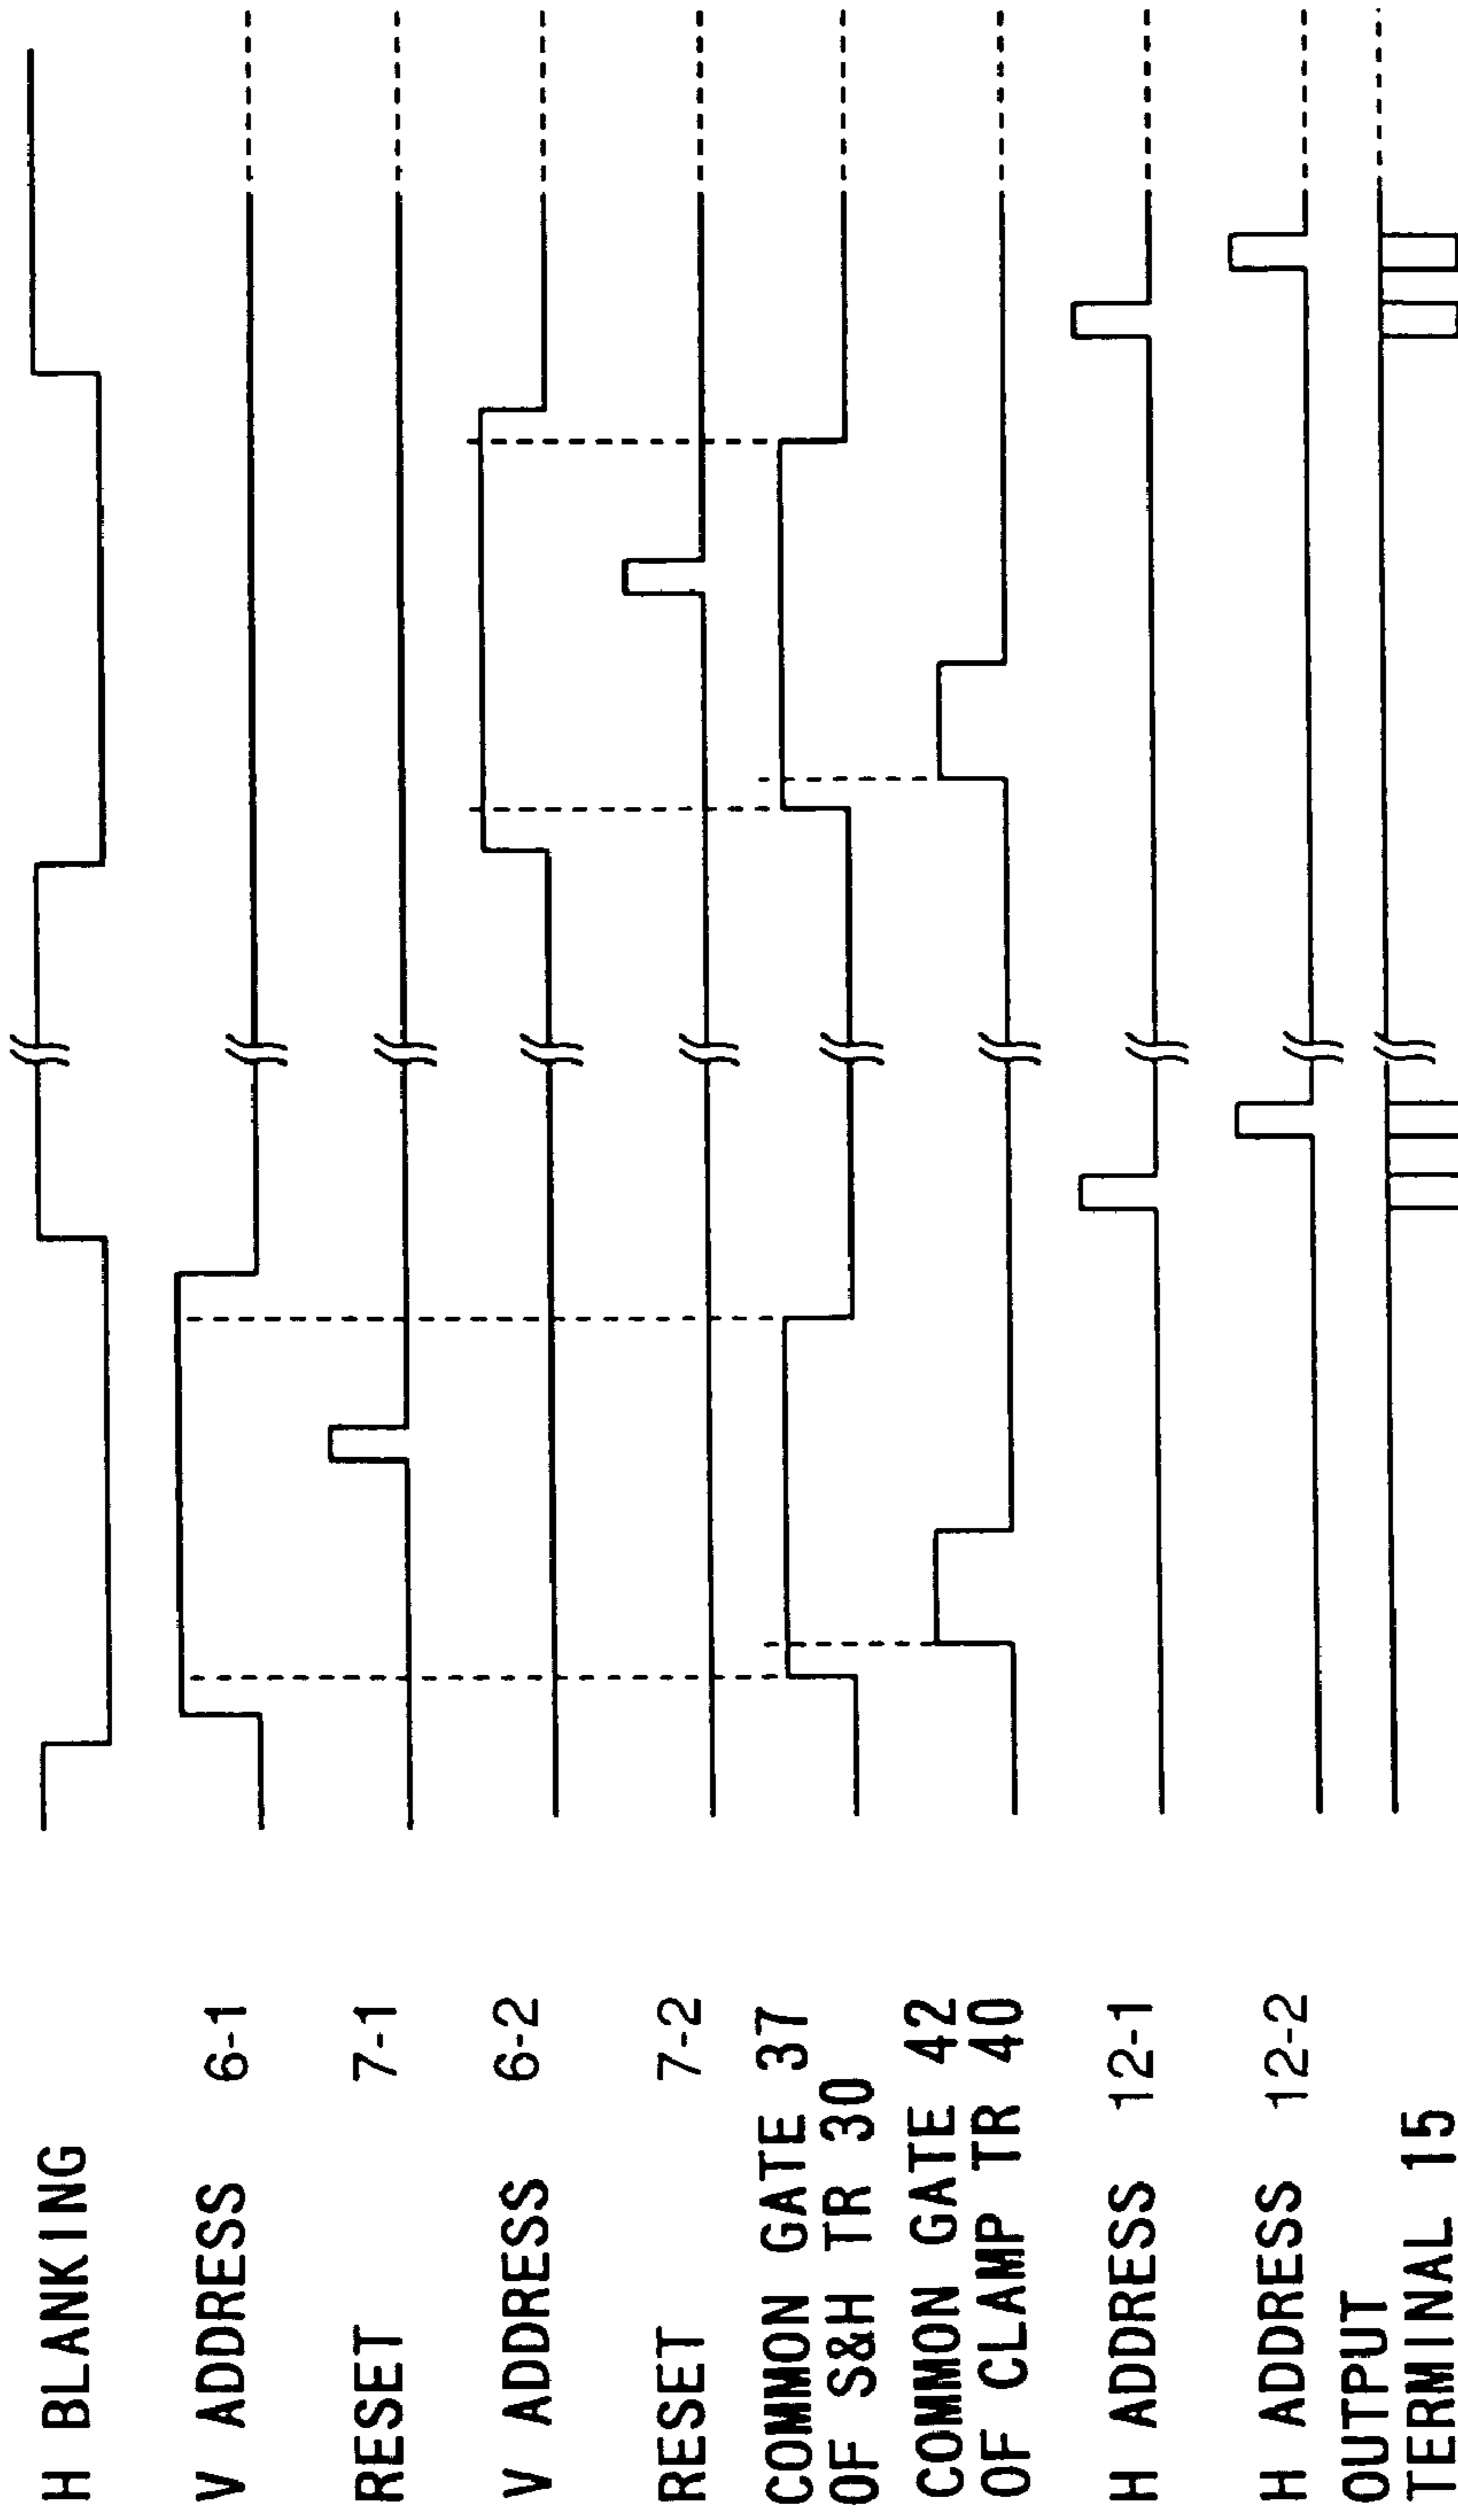 H BLANKING
V ADDRESS 6-1
RESET 7-1
V ADDRESS 6-2
RESET 7-2
COMMON GATE 37
OF S&H TR 30
COMMON GATE 42
OF CLAMP TR 40
H ADDRESS 12-1
H ADDRESS 12-2
OUTPUT
TERMINAL 15